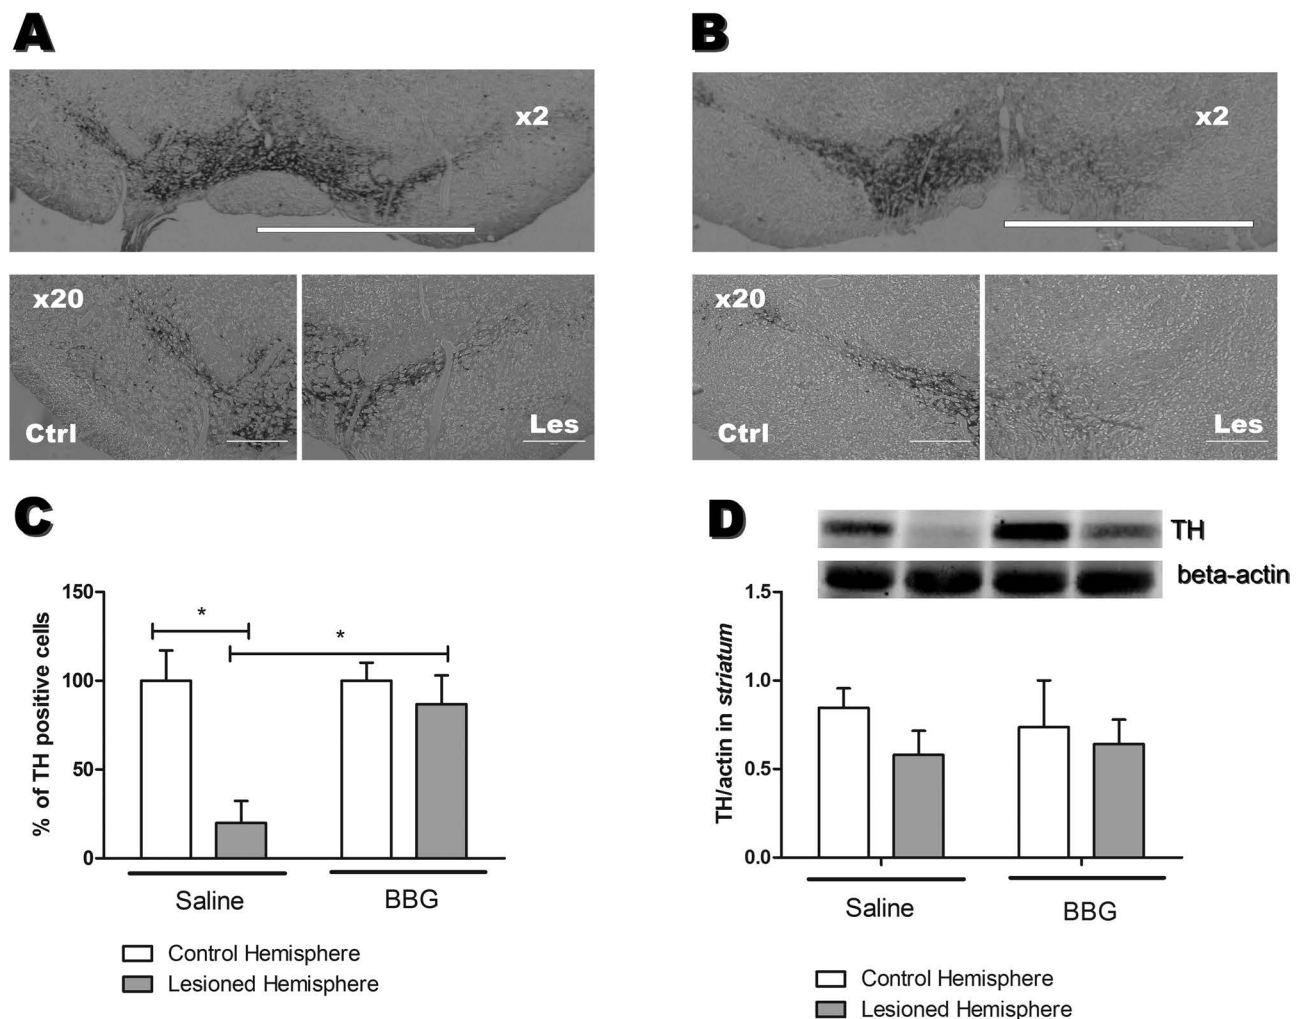 A
B
x2
x2
x20
Ctrl
Les
x20
Ctrl
Les
C
D
TH
beta-actin
% of TH positive cells
150
100
50
0
*
*
Saline
BBG
Control Hemisphere
Lesioned Hemisphere
TH/actin in striatum
1.5
1.0
0.5
0.0
Saline
BBG
Control Hemisphere
Lesioned Hemisphere